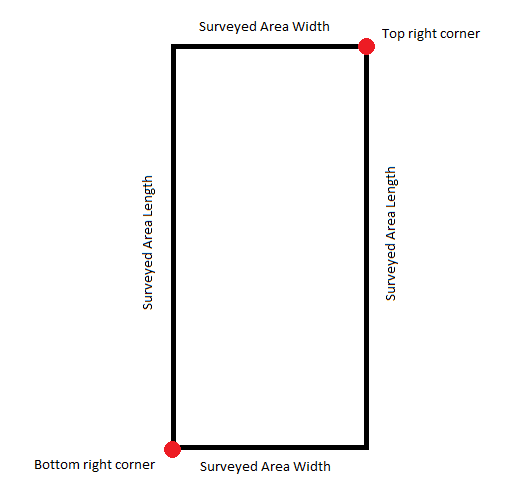 Surveyed Area Width
Top right corner
Surveyed Area Length
Surveyed Area Length
Bottom right corner
Surveyed Area Width